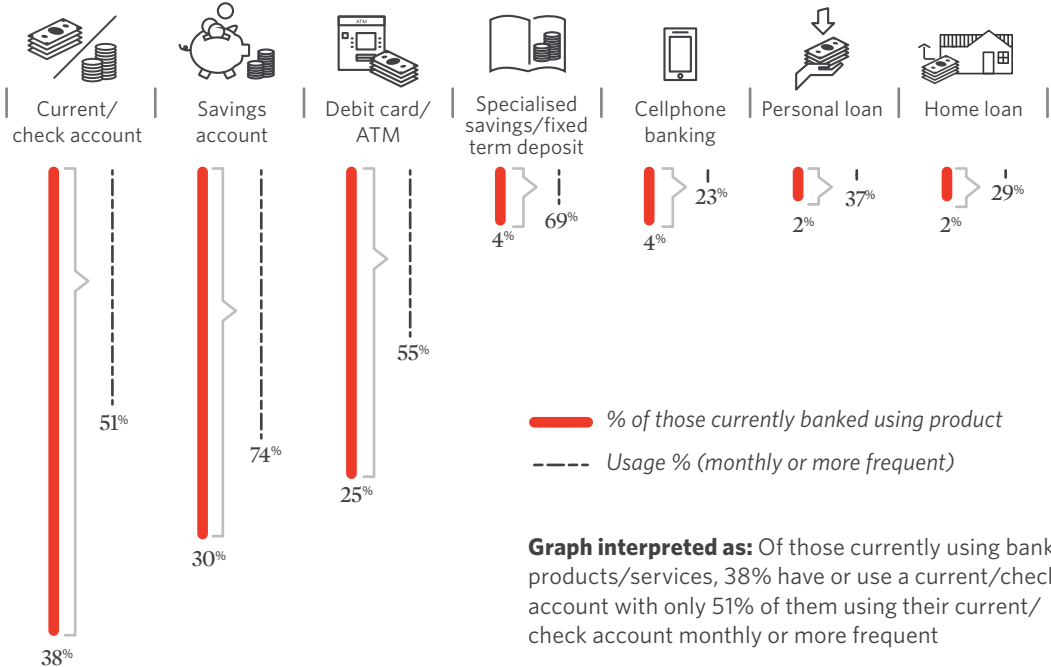 ATM
Current/
check account
Savings
account
Debit card/
ATM
Specialised
savings/fixed
term deposit
Cellphone
banking
Personal loan
Home loan
38%
51%
30%
74%
25%
55%
4%
69%
4%
23%
2%
37%
2%
29%
% of those currently banked using product
Usage % (monthly or more frequent)
Graph interpreted as: Of those currently using bank
products/services, 38% have or use a current/check
account with only 51% of them using their current/
check account monthly or more frequent